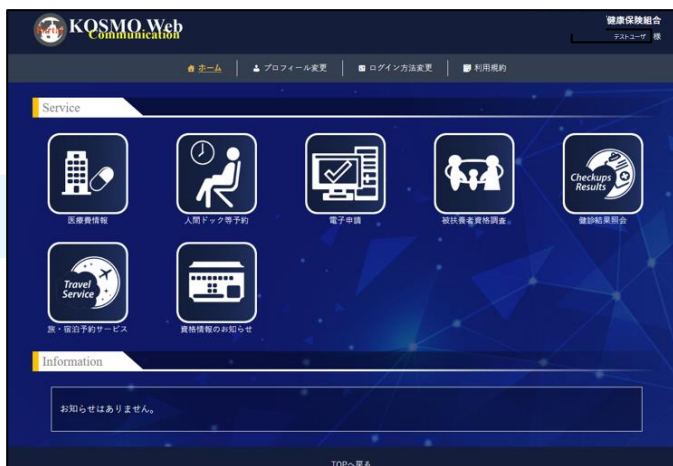 KOSMO Web
Communication
健康保険組合
テストユーザ 様
ホーム プロフィール変更 ログイン方法変更 利用規約
Service
Checkups
Results
医療費情報 人間ドック等予約 電子申請 被扶養者資格調査 健診結果照会
Travel
Service
旅・宿泊予約サービス 資格情報のお知らせ
Information
お知らせはありません。
TOPへ戻る